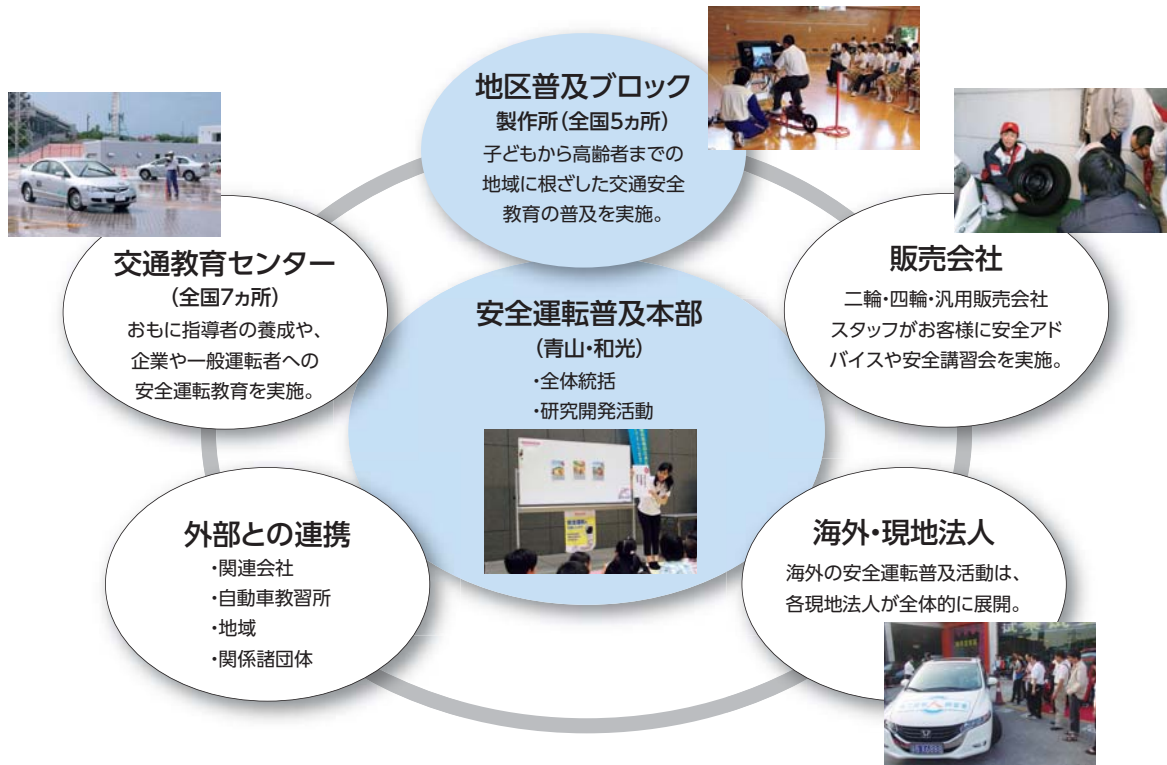 地区普及ブロック
製作所(全国5ヵ所)
子どもから高齢者までの
地域に根ざした交通安全
教育の普及を実施。
交通教育センター
(全国7ヵ所)
おもに指導者の養成や、
企業や一般運転者への
安全運転教育を実施。
販売会社
二輪・四輪・汎用販売会社
スタッフがお客様に安全アド
バイスや安全講習会を実施。
安全運転普及本部
(青山・和光)
・全体統括
・研究開発活動
外部との連携
・関連会社
・自動車教習所
・地域
・関係諸団体
海外・現地法人
海外の安全運転普及活動は、
各現地法人が全体的に展開。